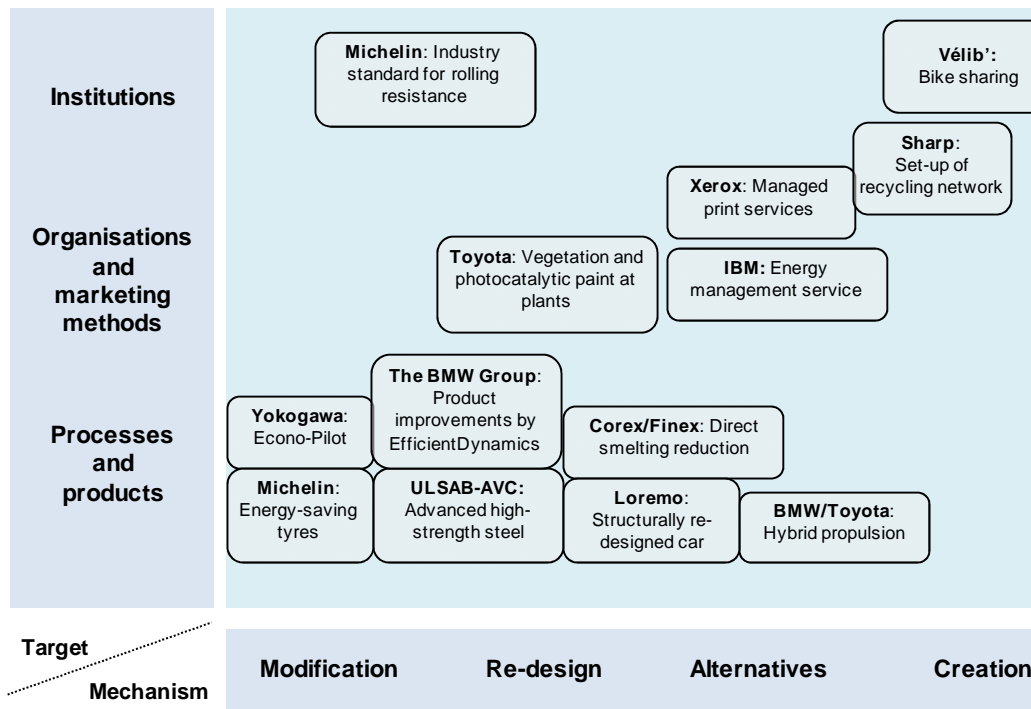 Institutions
Michelin: Industry
standard for rolling
resistance
Vélib’:
Bike sharing
Sharp:
Set-up of
recycling network
Xerox: Managed
print services
Organisations
and
marketing
methods
Toyota: Vegetation and
photocatalytic paint at
plants
IBM: Energy
management service
Processes
and
products
Yokogawa:
Econo-Pilot
The BMW Group:
Product
improvements by
EfficientDynamics
Corex/Finex: Direct
smelting reduction
Michelin:
Energy-saving
tyres
ULSAB-AVC:
Advanced high-
strength steel
Loremo:
Structurally re-
designed car
BMW/Toyota:
Hybrid propulsion
Target
Mechanism
Modification
Re-design
Alternatives
Creation